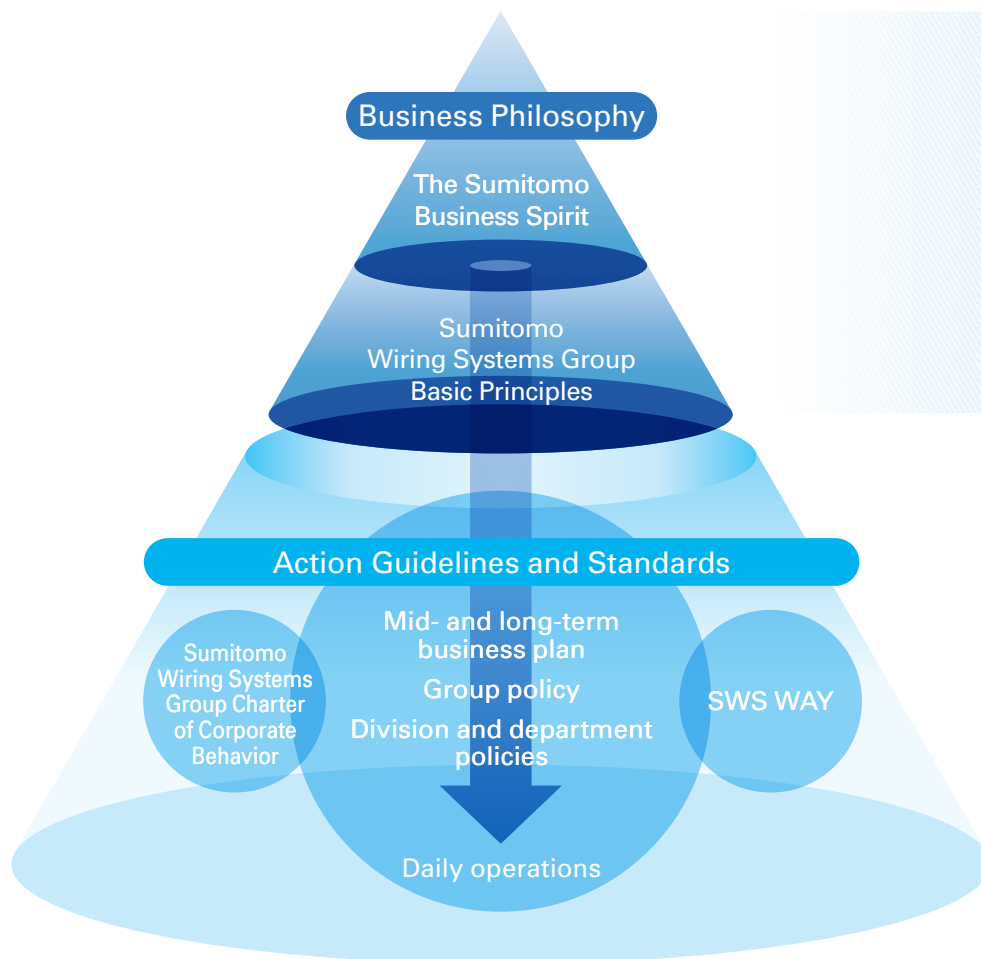 Business Philosophy
The Sumitomo
Business Spirit
Sumitomo
Wiring Systems Group
Basic Principles
Action Guidelines and Standards
Sumitomo
Wiring Systems
Group Charter
of Corporate
Behavior
Mid- and long-term
business plan
Group policy
Division and department
policies
SWS WAY
Daily operations